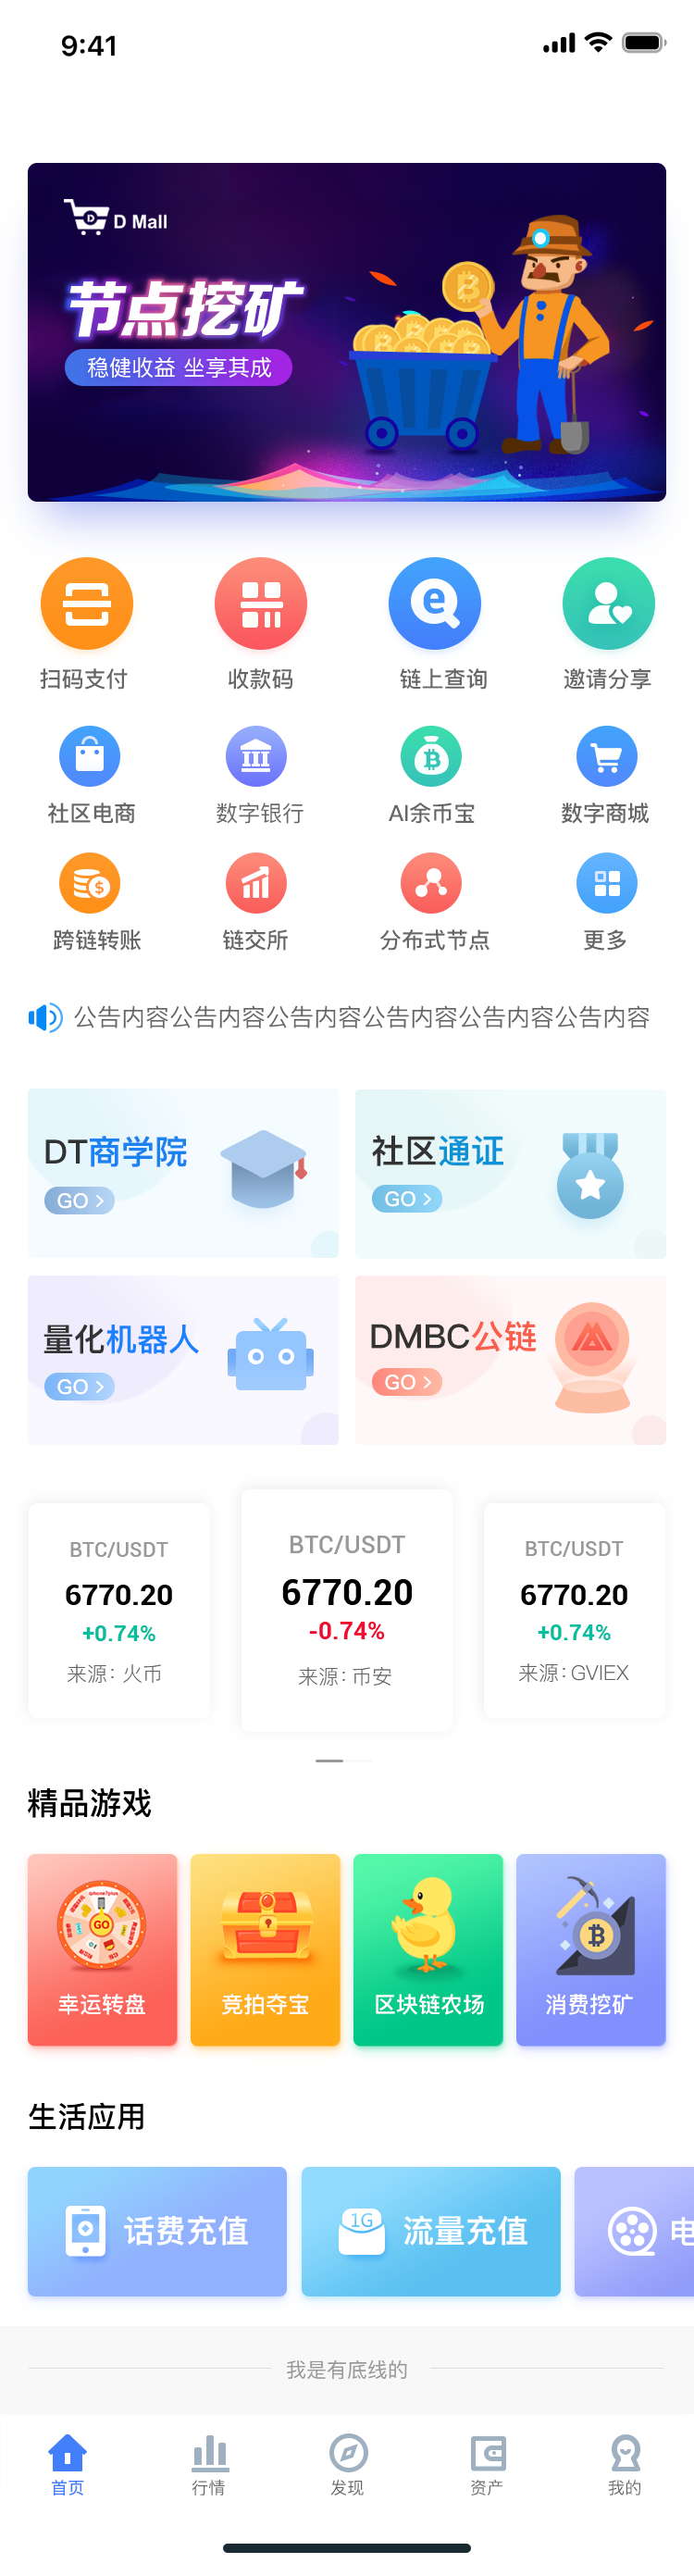 9:41
D Mall
节点挖矿
稳健收益 坐享其成
扫码支付 收款码 链上查询 邀请分享
社区电商 数字银行 AI余币宝 数字商城
跨链转账 链交所 分布式节点 更多
公告内容公告内容公告内容公告内容公告内容公告内容
DT商学院 社区通证
GO > GO >
量化机器人 DMBC公链
GO > GO >
BTC/USDT BTC/USDT BTC/USDT
6770.20 6770.20 6770.20
+0.74% -0.74% +0.74%
来源：火币 来源：币安 来源：GVIEX
精品游戏
GO
幸运转盘 竞拍夺宝 区块链农场 消费挖矿
生活应用
话费充值 1G 流量充值 电
我是有底线的
首页 行情 发现 资产 我的